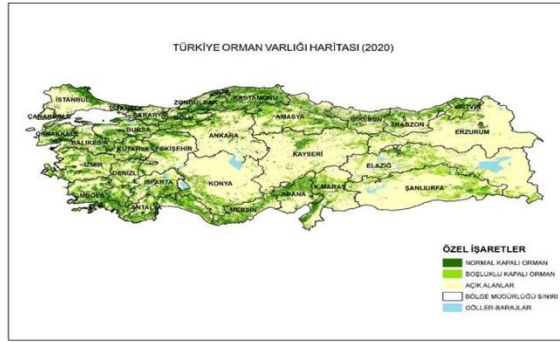 TÜRKİYE ORMAN VARLIĞI HARİTASI (2020)
İSTANBUL
ZONGULDAK
KASTAMONU
ARTVİN
ÇANAKKALE
SAKARYA
BOLU
AMASYA
GİRESUN
TRABZON
ERZURUM
BURSA
ANKARA
BALIKESİR
KÜTAHYA
ESKİŞEHİR
KAYSERİ
ELAZIĞ
İZMİR
DENİZLİ
ISPARTA
KONYA
ŞANLIURFA
MUĞLA
ADANA
K.MARAŞ
ANTALYA
MERSİN
ÖZEL İŞARETLER
NORMAL KAPALI ORMAN
BOŞLUKLU KAPALI ORMAN
AÇIK ALANLAR
BÖLGE MÜDÜRLÜĞÜ SINIRI
GÖLLER-BARAJLAR